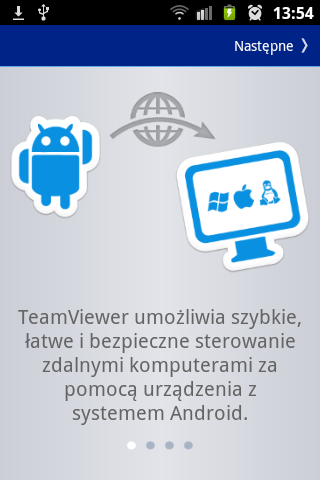 13:54
Następne
TeamViewer umożliwia szybkie,
łatwe i bezpieczne sterowanie
zdalnymi komputerami za
pomocą urządzenia z
systemem Android.